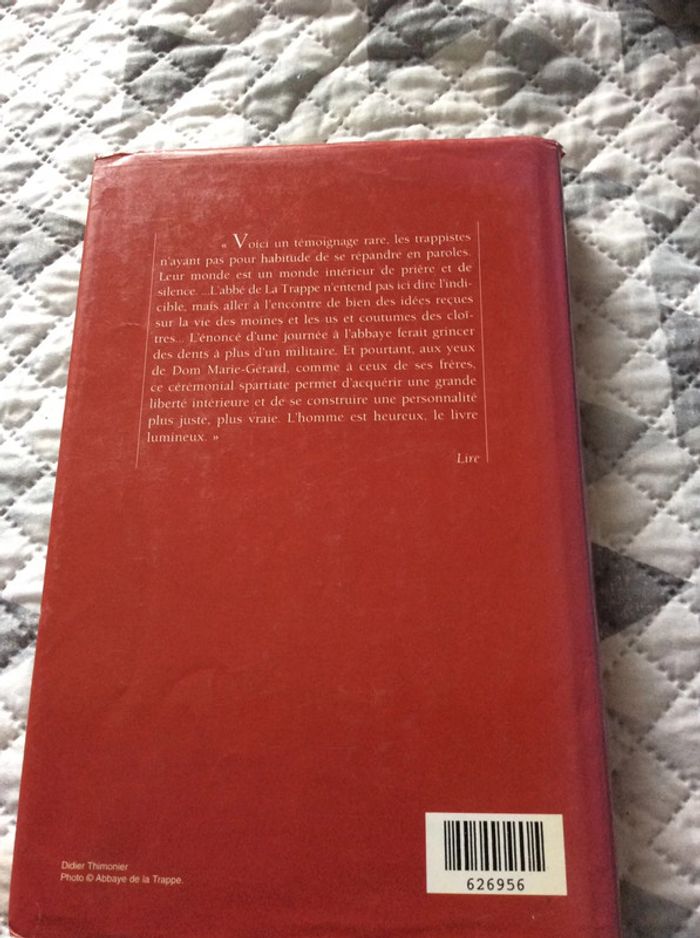 « Voici un témoignage rare, les trappistes
n'ayant pas pour habitude de se répandre en paroles.
Leur monde est un monde intérieur de prière et de
silence. ...L'abbé de La Trappe n'entend pas ici dire l'indi-
cible, mais aller à l'encontre de bien des idées reçues
sur la vie des moines et les us et coutumes des cloî-
tres... L'énoncé d'une journée à l'abbaye ferait grincer
des dents à plus d'un militaire. Et pourtant, aux yeux
de Dom Marie-Gérard, comme à ceux de ses frères,
ce cérémonial spartiate permet d'acquérir une grande
liberté intérieure et de se construire une personnalité
plus juste, plus vraie. L'homme est heureux, le livre
lumineux. »
Lire
Didier Thimonier
Photo © Abbaye de la Trappe.
626956